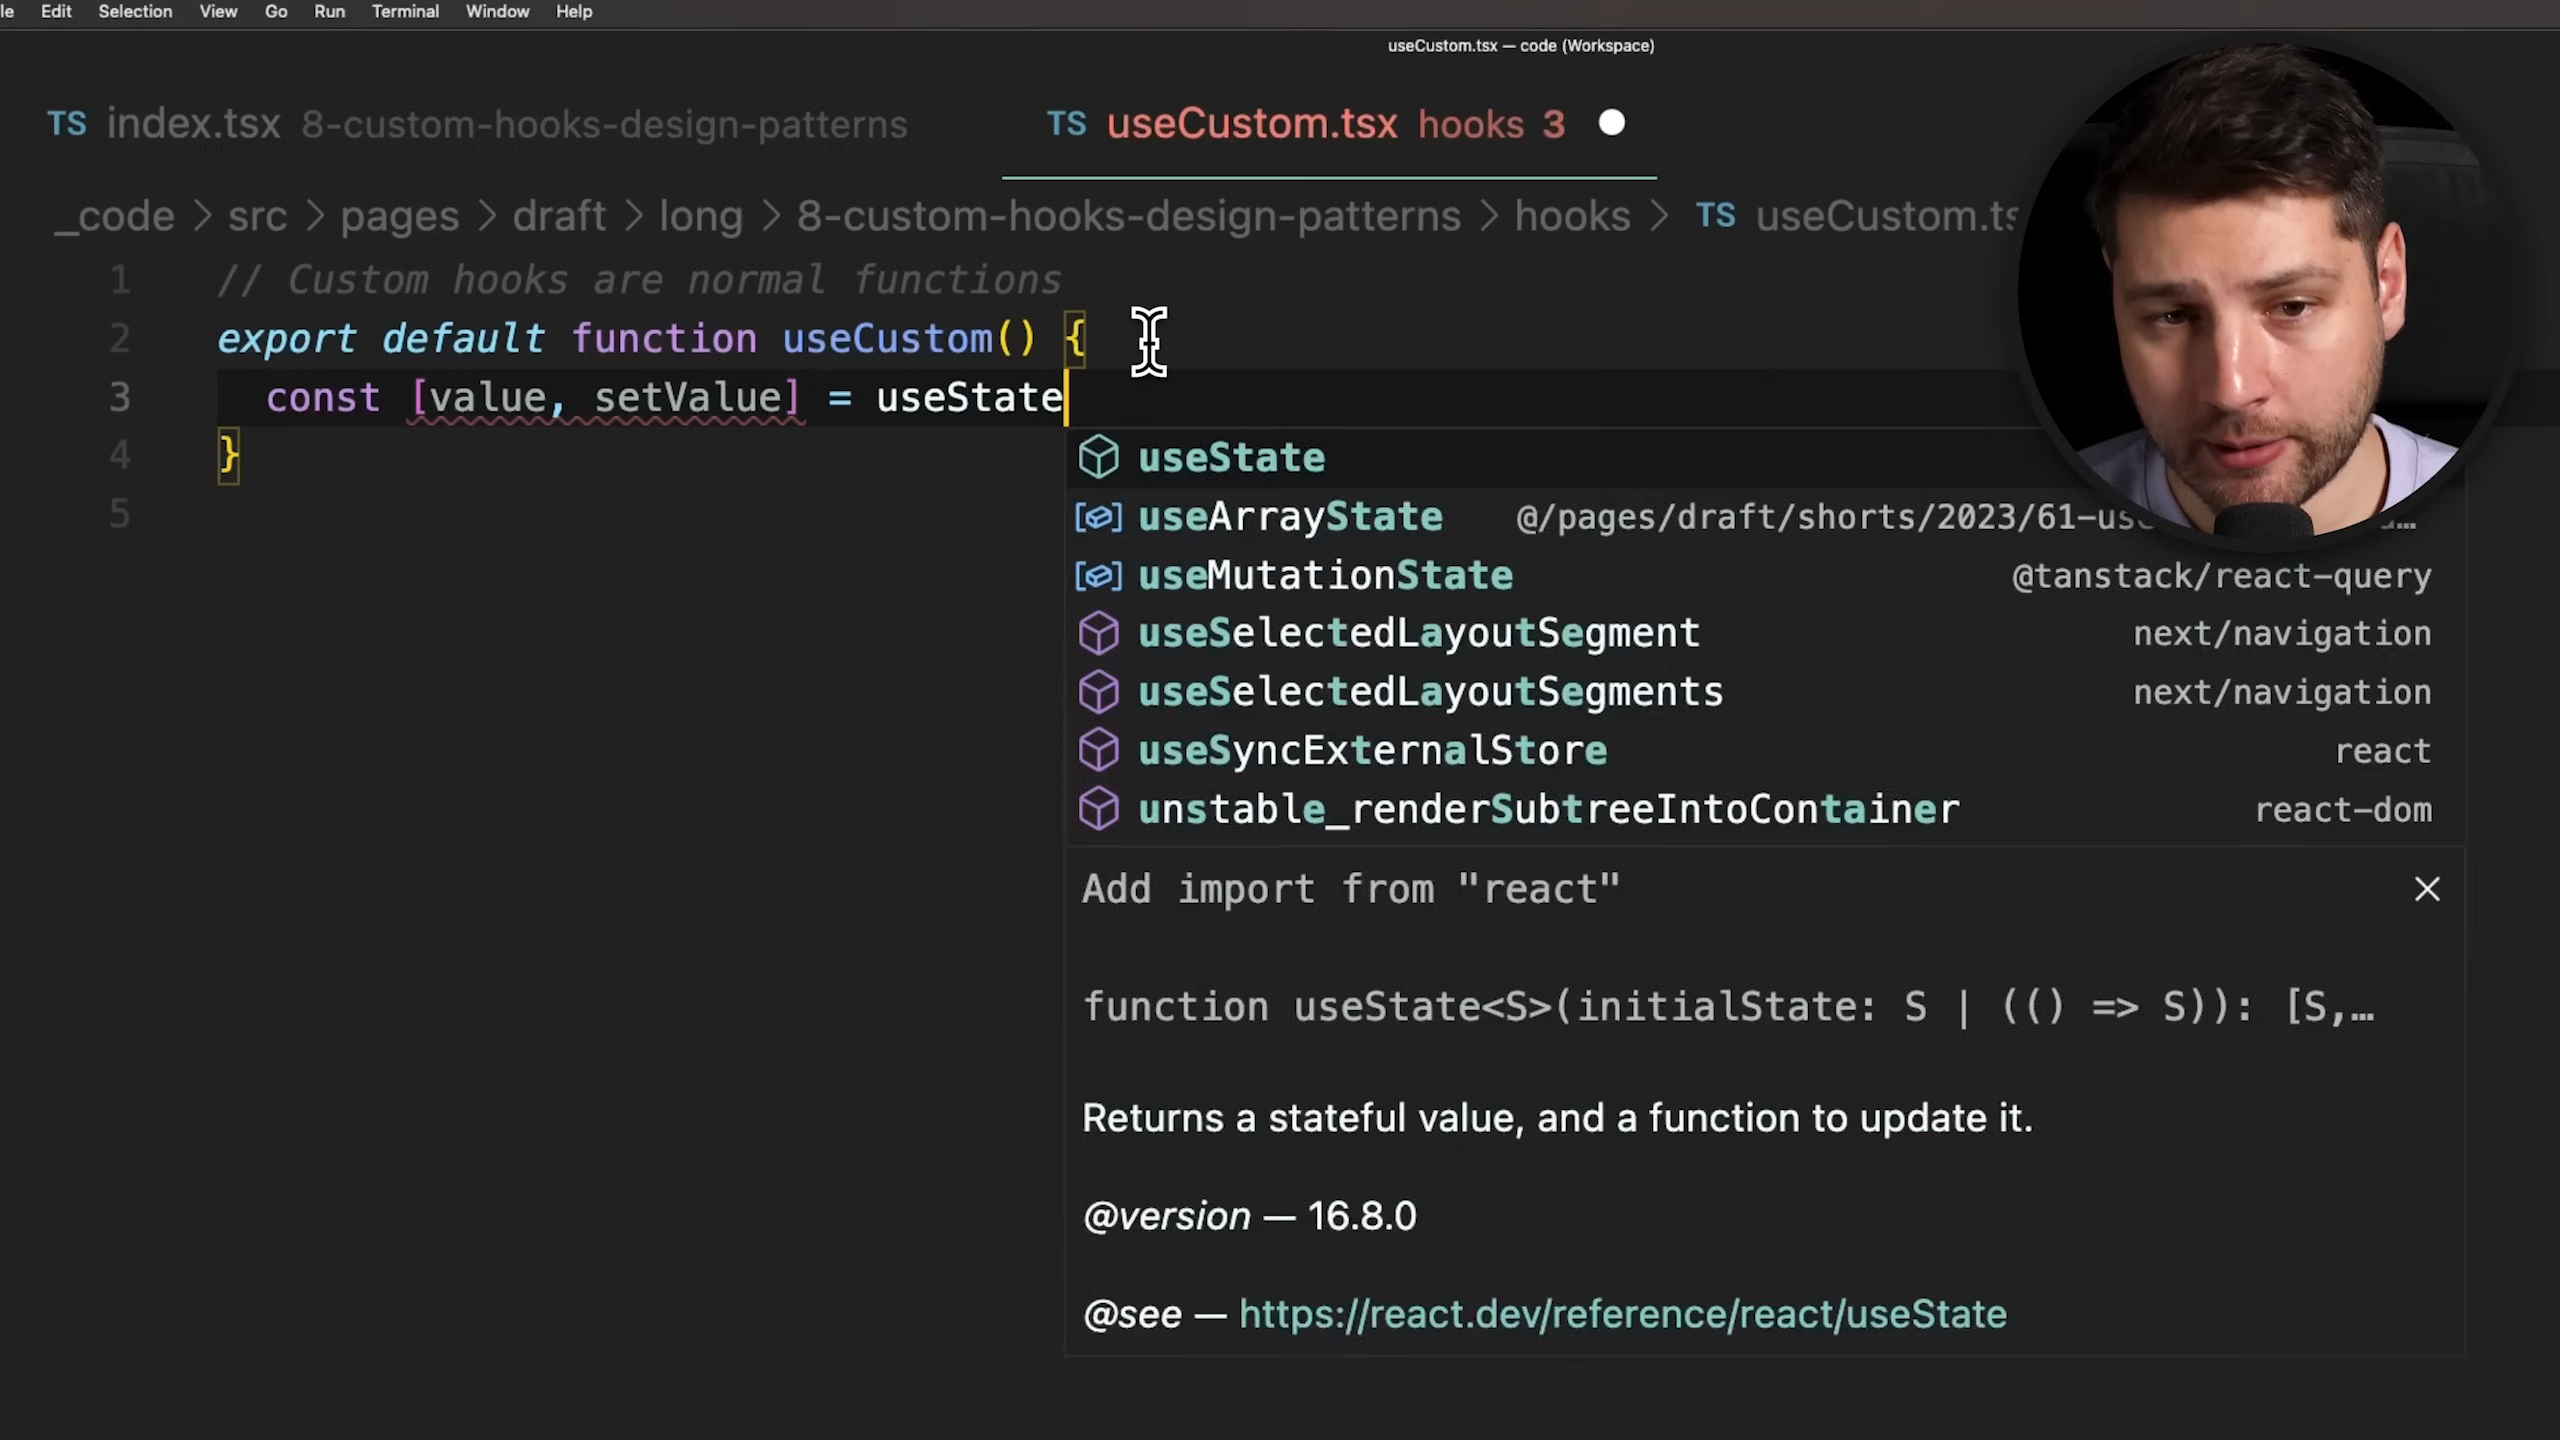 le Edit Selection View Go Run Terminal Window Help
useCustom.tsx — code (Workspace)
TS index.tsx 8-custom-hooks-design-patterns TS useCustom.tsx hooks 3
_code > src > pages > draft > long > 8-custom-hooks-design-patterns > hooks > TS useCustom.ts
1 // Custom hooks are normal functions
2 export default function useCustom() {
3 const [value, setValue] = useState
4 }
5
useState
useArrayState @/pages/draft/shorts/2023/61-us
useMutationState @tanstack/react-query
useSelectedLayoutSegment next/navigation
useSelectedLayoutSegments next/navigation
useSyncExternalStore react
unstable_renderSubtreeIntoContainer react-dom
Add import from "react"
function useState<S>(initialState: S | (() => S)): [S,…
Returns a stateful value, and a function to update it.
@version — 16.8.0
@see — https://react.dev/reference/react/useState